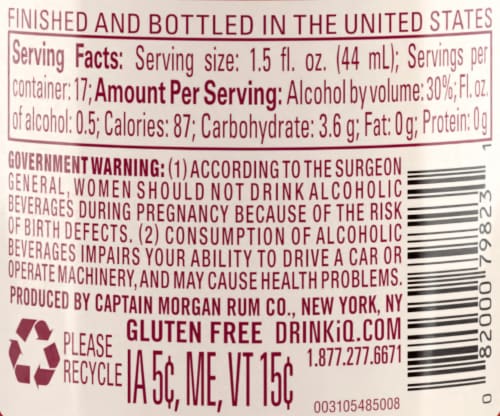 FINISHED AND BOTTLED IN THE UNITED STATES
Serving Facts: Serving size: 1.5 fl. oz. (44 mL); Servings per
container: 17; Amount Per Serving: Alcohol by volume: 30%; Fl. oz.
of alcohol: 0.5; Calories: 87; Carbohydrate: 3.6 g; Fat: 0 g; Protein: 0 g
GOVERNMENT WARNING: (1) ACCORDING TO THE SURGEON
GENERAL, WOMEN SHOULD NOT DRINK ALCOHOLIC
BEVERAGES DURING PREGNANCY BECAUSE OF THE RISK
OF BIRTH DEFECTS. (2) CONSUMPTION OF ALCOHOLIC
BEVERAGES IMPAIRS YOUR ABILITY TO DRIVE A CAR OR
OPERATE MACHINERY, AND MAY CAUSE HEALTH PROBLEMS.
PRODUCED BY CAPTAIN MORGAN RUM CO., NEW YORK, NY
GLUTEN FREE DRINKiQ.COM
1.877.277.6671
PLEASE
RECYCLE
IA 5¢, ME, VT 15¢
003105485008
0 82000 79823 1